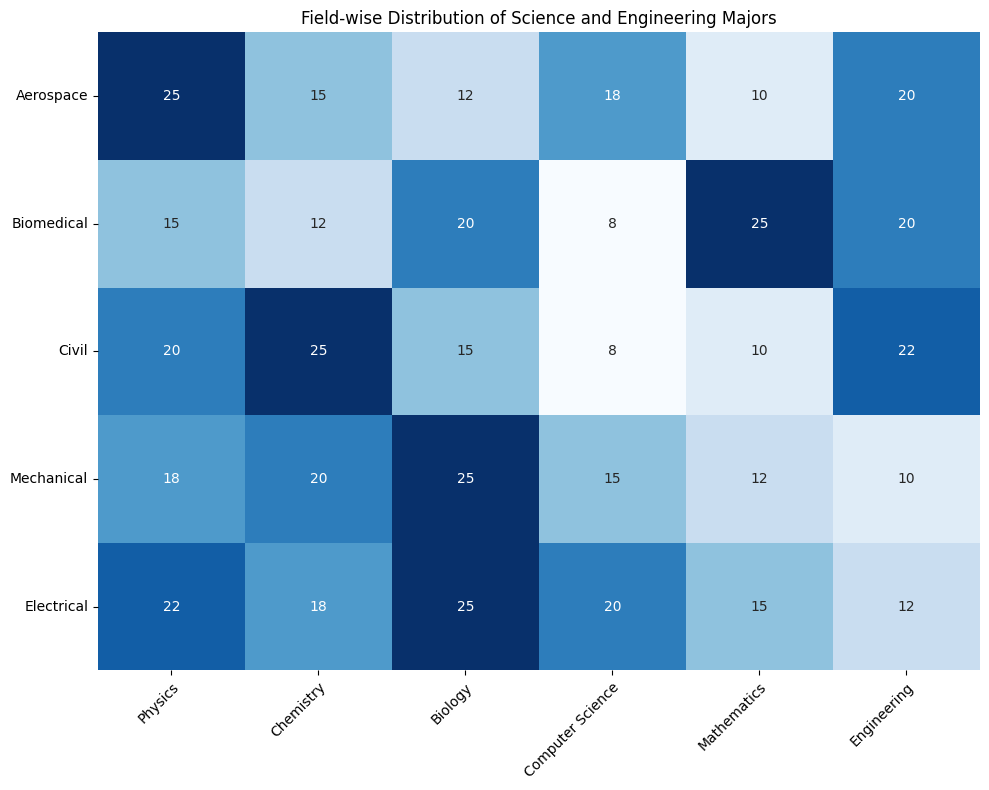 Field-wise Distribution of Science and Engineering Majors
Aerospace 25 15 12 18 10 20
Biomedical 15 12 20 8 25 20
Civil 20 25 15 8 10 22
Mechanical 18 20 25 15 12 10
Electrical 22 18 25 20 15 12
Physics Chemistry Biology Computer Science Mathematics Engineering